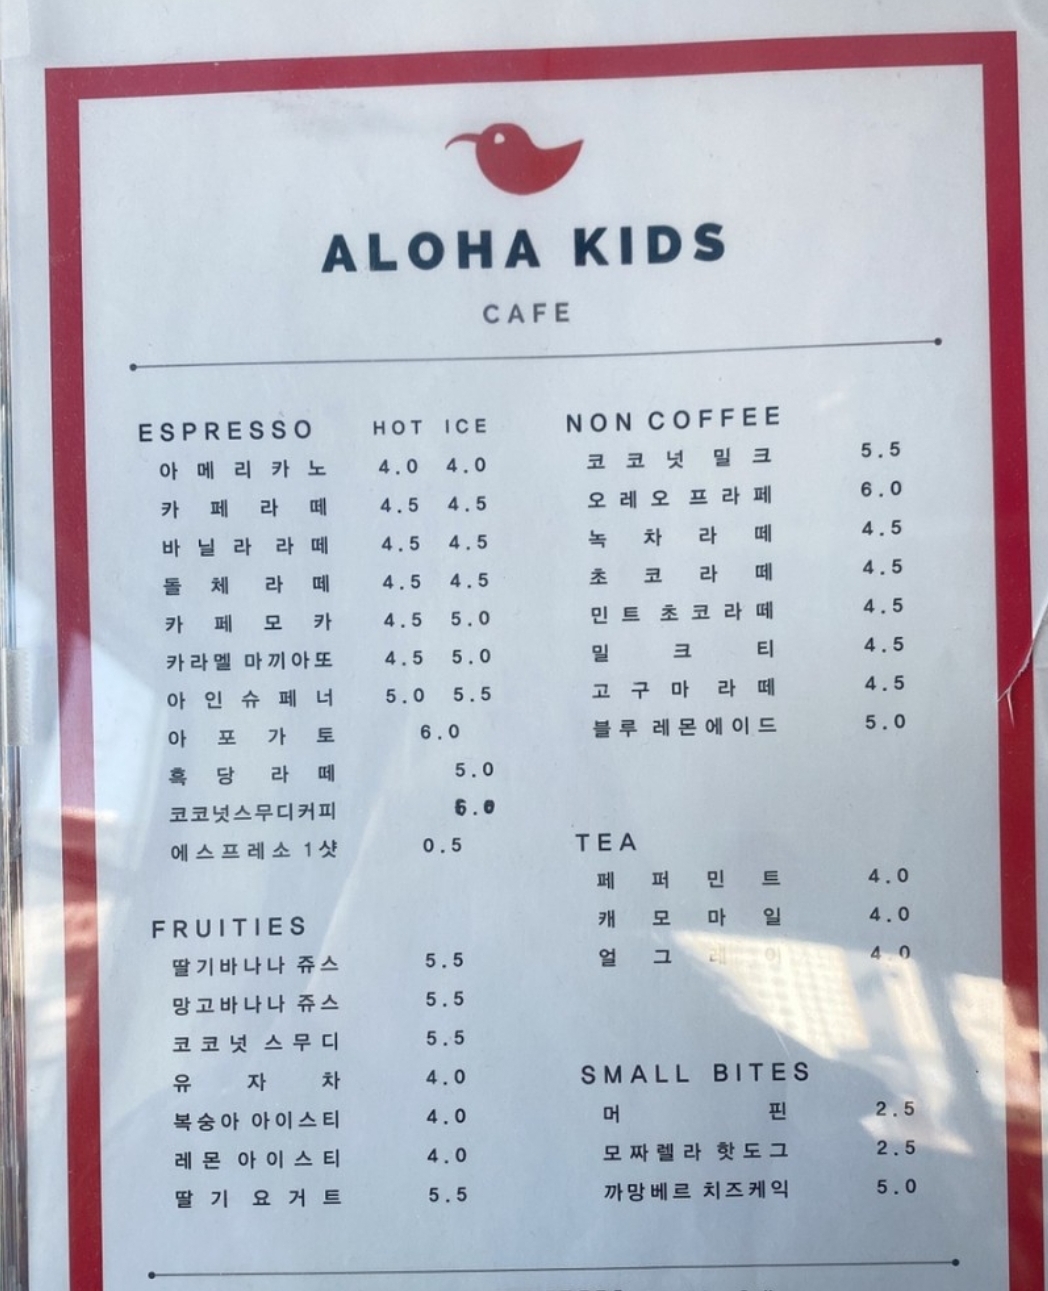 ALOHA KIDS
CAFE
ESPRESSO HOT ICE
아메리카노 4.0 4.0
카페라떼 4.5 4.5
바닐라라떼 4.5 4.5
돌체라떼 4.5 4.5
카페모카 4.5 5.0
카라멜 마끼아또 4.5 5.0
아인슈페너 5.0 5.5
아포가토 6.0
흑당라떼 5.0
코코넛스무디커피
에스프레소 1샷 0.5
FRUITIES
딸기바나나 쥬스 5.5
망고바나나 쥬스 5.5
코코넛 스무디 5.5
유자차 4.0
복숭아 아이스티 4.0
레몬 아이스티 4.0
딸기 요거트 5.5
NON COFFEE
코코넛 밀크 5.5
오레오 프라페 6.0
녹차라떼 4.5
초코라떼 4.5
민트 초코라떼 4.5
밀크티 4.5
고구마 라떼 4.5
블루 레몬에이드 5.0
TEA
페퍼민트 4.0
캐모마일 4.0
얼그레이 4.0
SMALL BITES
머핀 2.5
모짜렐라 핫도그 2.5
까망베르 치즈케익 5.0